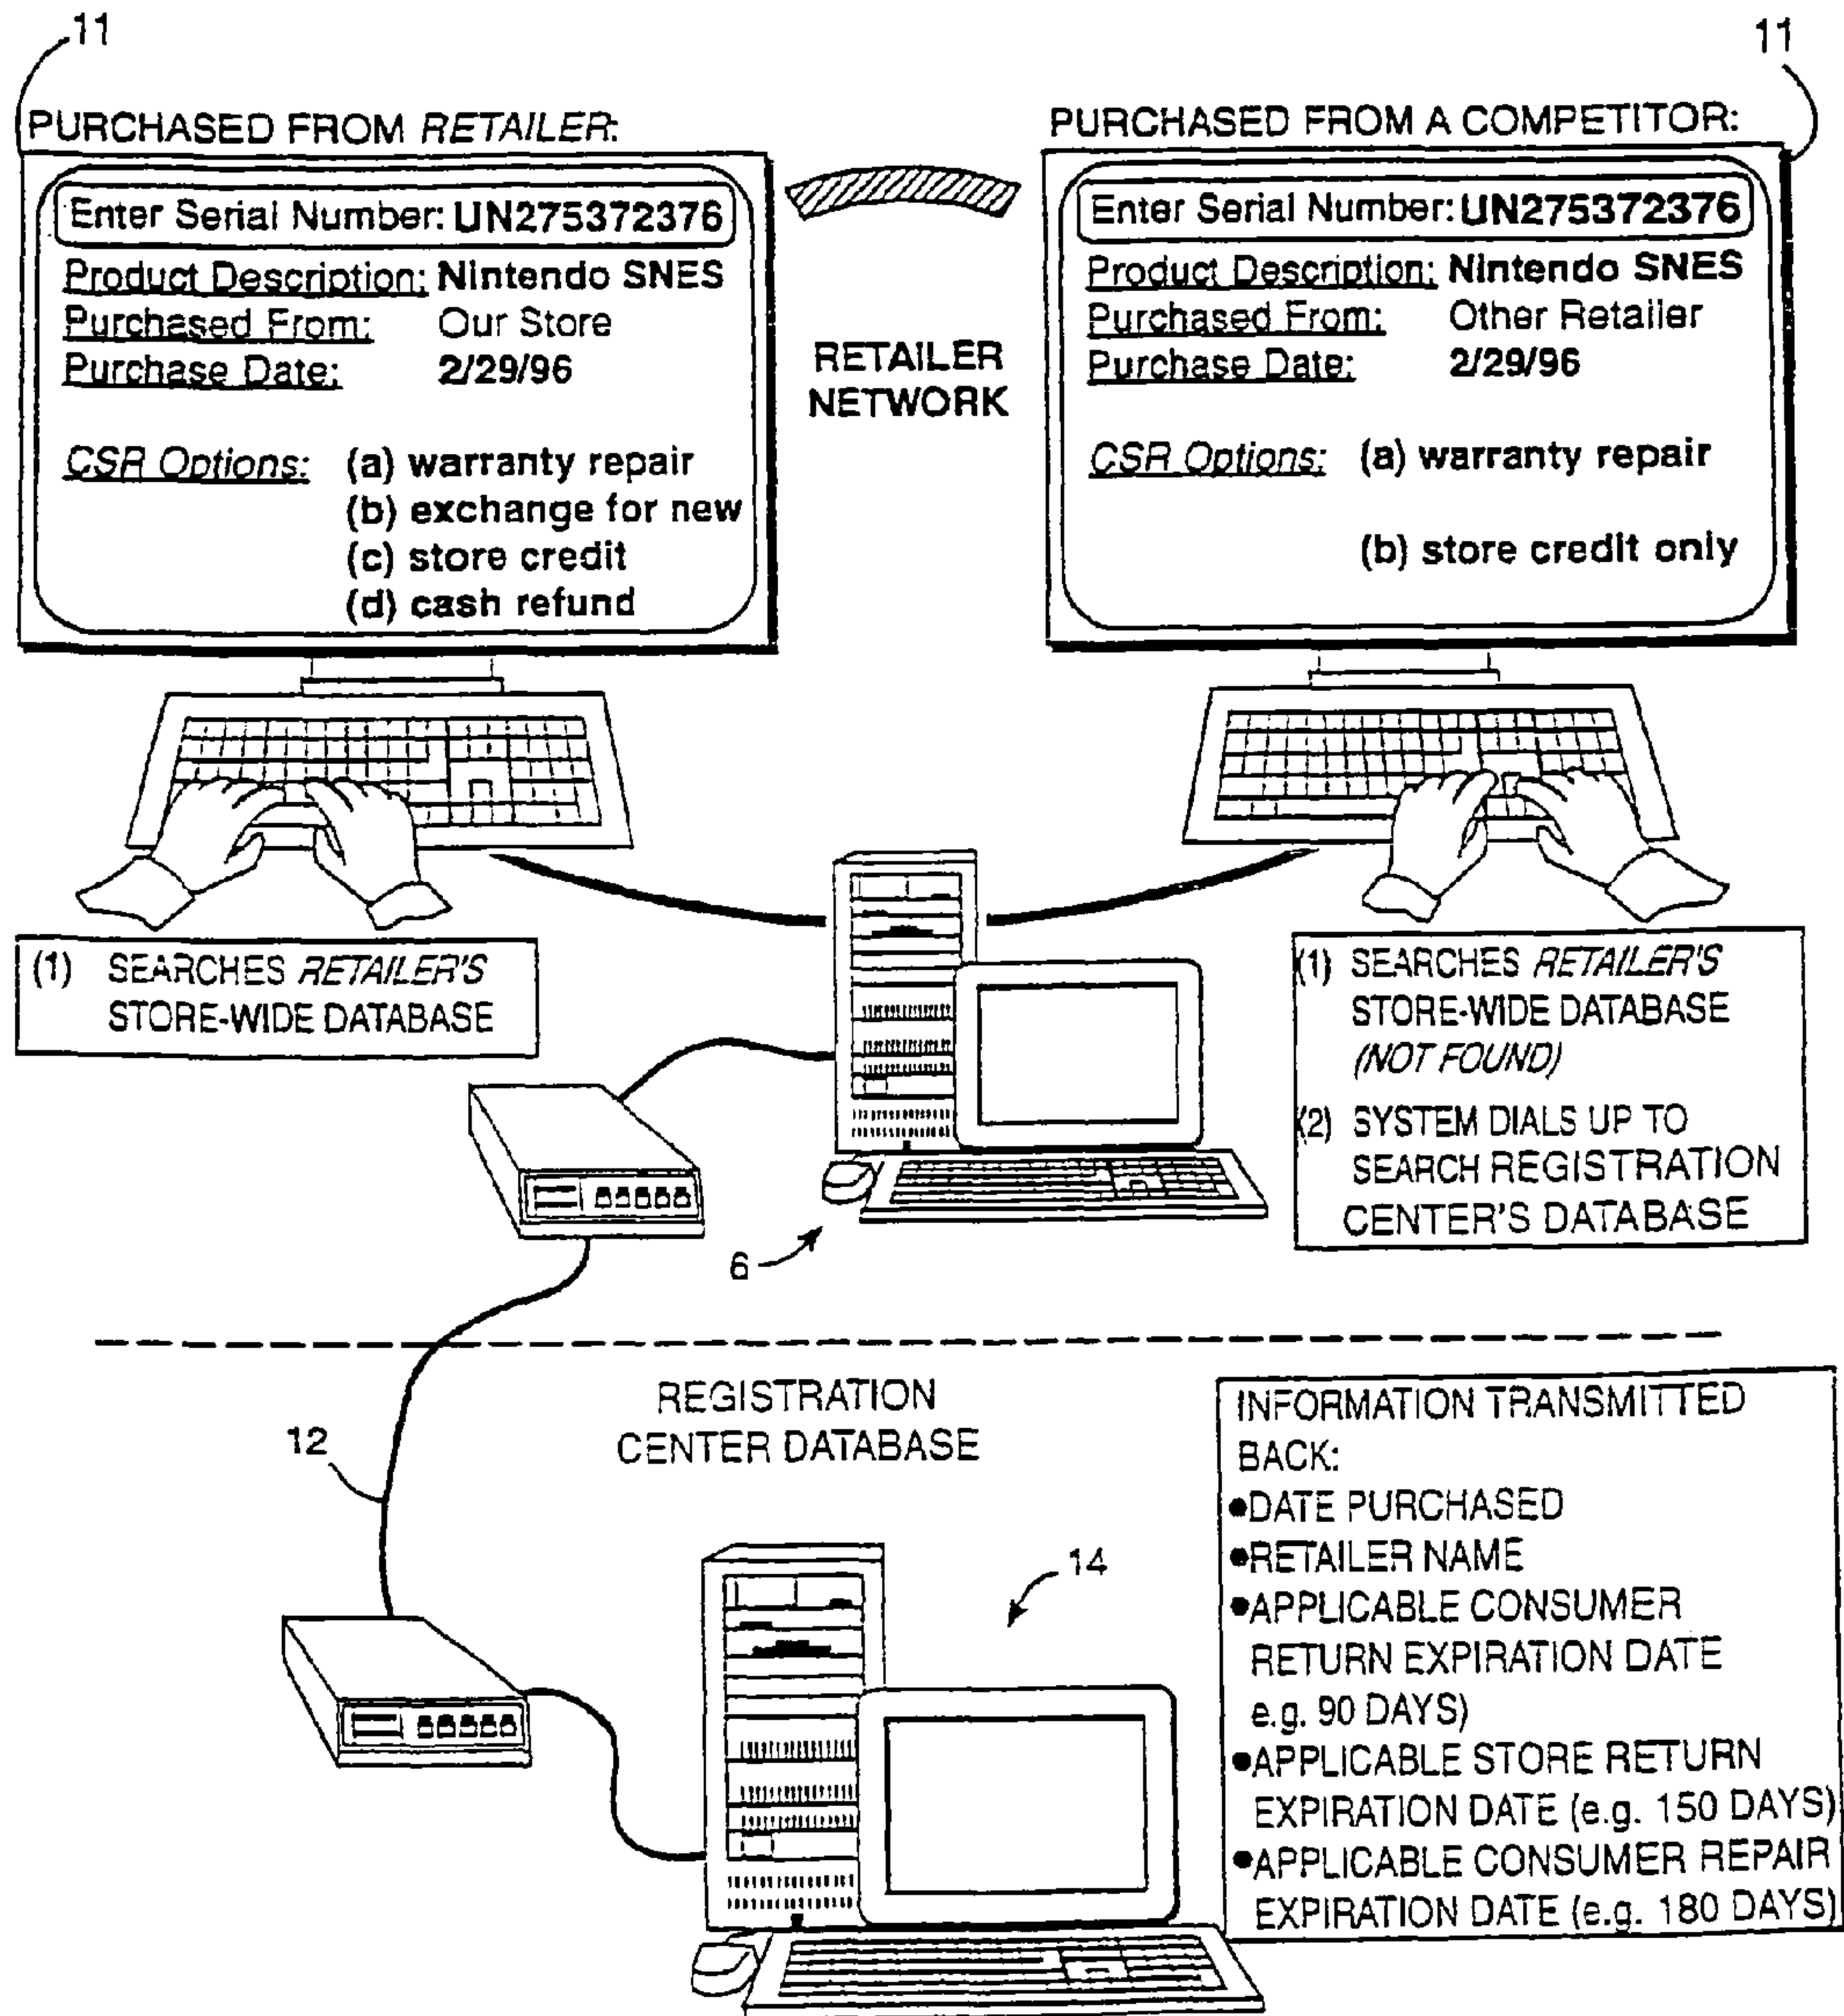 11
11
PURCHASED FROM RETAILER:
Enter Serial Number: UN275372376
Product Description: Nintendo SNES
Purchased From: Our Store
Purchase Date: 2/29/96
CSR Options: (a) warranty repair
(b) exchange for new
(c) store credit
(d) cash refund
RETAILER
NETWORK
PURCHASED FROM A COMPETITOR:
Enter Serial Number: UN275372376
Product Description: Nintendo SNES
Purchased From: Other Retailer
Purchase Date: 2/29/96
CSR Options: (a) warranty repair
(b) store credit only
(1) SEARCHES RETAILER'S
STORE-WIDE DATABASE
(1) SEARCHES RETAILER'S
STORE-WIDE DATABASE
(NOT FOUND)
(2) SYSTEM DIALS UP TO
SEARCH REGISTRATION
CENTER'S DATABASE
6
REGISTRATION
CENTER DATABASE
12
14
INFORMATION TRANSMITTED
BACK:
•DATE PURCHASED
•RETAILER NAME
•APPLICABLE CONSUMER
RETURN EXPIRATION DATE
e.g. 90 DAYS)
•APPLICABLE STORE RETURN
EXPIRATION DATE (e.g. 150 DAYS)
•APPLICABLE CONSUMER REPAIR
EXPIRATION DATE (e.g. 180 DAYS)